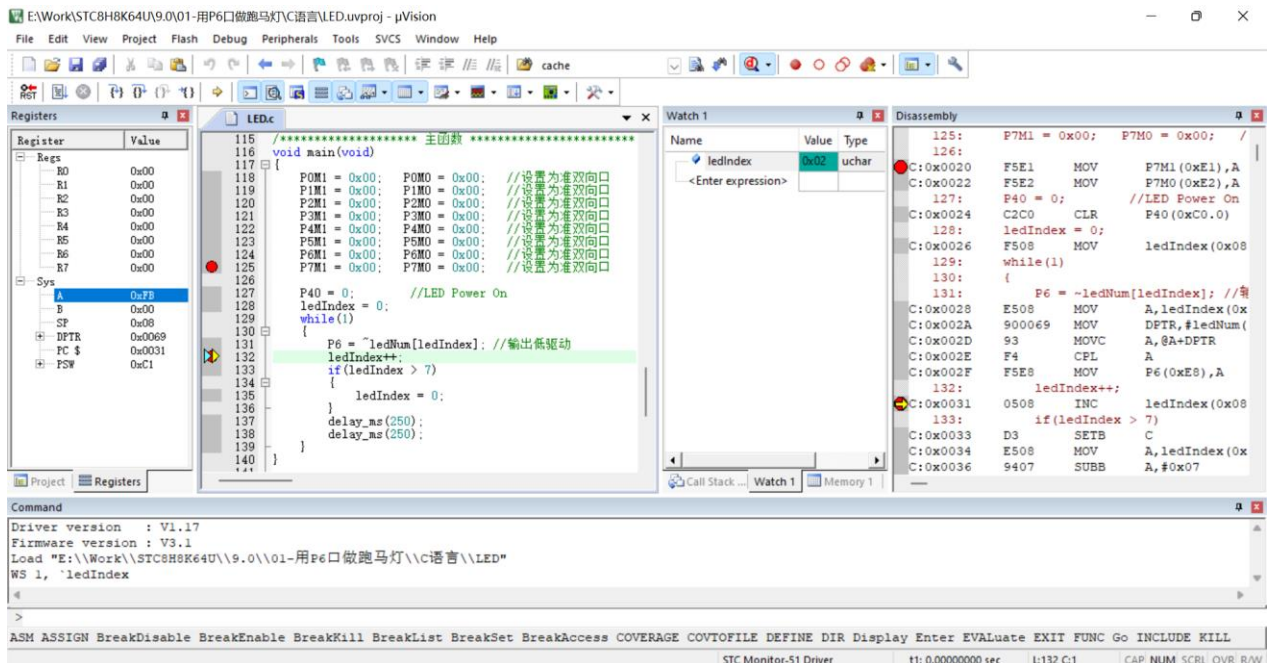 E:\Work\STC8H8K64U\9.0\01-用P6口做跑马灯\C语言\LED.uvproj - µVision
File Edit View Project Flash Debug Peripherals Tools SVCS Window Help
cache
RST
Registers
Register Value
Regs
R0 0x00
R1 0x00
R2 0x00
R3 0x00
R4 0x00
R5 0x00
R6 0x00
R7 0x00
Sys
A 0xFB
B 0x00
SP 0x08
DPTR 0x0069
PC $ 0x0031
PSW 0xC1
Project Registers
LED.c
115 /******************** 主函数 ************************
116 void main(void)
117 {
118 P0M1 = 0x00; P0M0 = 0x00; //设置为准双向口
119 P1M1 = 0x00; P1M0 = 0x00; //设置为准双向口
120 P2M1 = 0x00; P2M0 = 0x00; //设置为准双向口
121 P3M1 = 0x00; P3M0 = 0x00; //设置为准双向口
122 P4M1 = 0x00; P4M0 = 0x00; //设置为准双向口
123 P5M1 = 0x00; P5M0 = 0x00; //设置为准双向口
124 P6M1 = 0x00; P6M0 = 0x00; //设置为准双向口
125 P7M1 = 0x00; P7M0 = 0x00; //设置为准双向口
126
127 P40 = 0; //LED Power On
128 ledIndex = 0;
129 while(1)
130 {
131 P6 = ~ledNum[ledIndex]; //输出低驱动
132 ledIndex++;
133 if(ledIndex > 7)
134 {
135 ledIndex = 0;
136 }
137 delay_ms(250);
138 delay_ms(250);
139 }
140 }
141
Watch 1
Name Value Type
ledIndex 0x02 uchar
<Enter expression>
Call Stack ... Watch 1 Memory 1
Disassembly
125: P7M1 = 0x00; P7M0 = 0x00; /
126:
C:0x0020 F5E1 MOV P7M1(0xE1),A
C:0x0022 F5E2 MOV P7M0(0xE2),A
127: P40 = 0; //LED Power On
C:0x0024 C2C0 CLR P40(0xC0.0)
128: ledIndex = 0;
C:0x0026 F508 MOV ledIndex(0x08
129: while(1)
130: {
131: P6 = ~ledNum[ledIndex]; //输
C:0x0028 E508 MOV A,ledIndex(0x
C:0x002A 900069 MOV DPTR,#ledNum(
C:0x002D 93 MOVC A,@A+DPTR
C:0x002E F4 CPL A
C:0x002F F5E8 MOV P6(0xE8),A
132: ledIndex++;
C:0x0031 0508 INC ledIndex(0x08
133: if(ledIndex > 7)
C:0x0033 D3 SETB C
C:0x0034 E508 MOV A,ledIndex(0x
C:0x0036 9407 SUBB A,#0x07
Command
Driver version : V1.17
Firmware version : V3.1
Load "E:\\Work\\STC8H8K64U\\9.0\\01-用P6口做跑马灯\\C语言\\LED"
WS 1, `ledIndex
>
ASM ASSIGN BreakDisable BreakEnable BreakKill BreakList BreakSet BreakAccess COVERAGE COVTOFILE DEFINE DIR Display Enter EVALuate EXIT FUNC Go INCLUDE KILL
STC Monitor-51 Driver t1: 0.00000000 sec L:132 C:1 CAP NUM SCRL OVR R/W